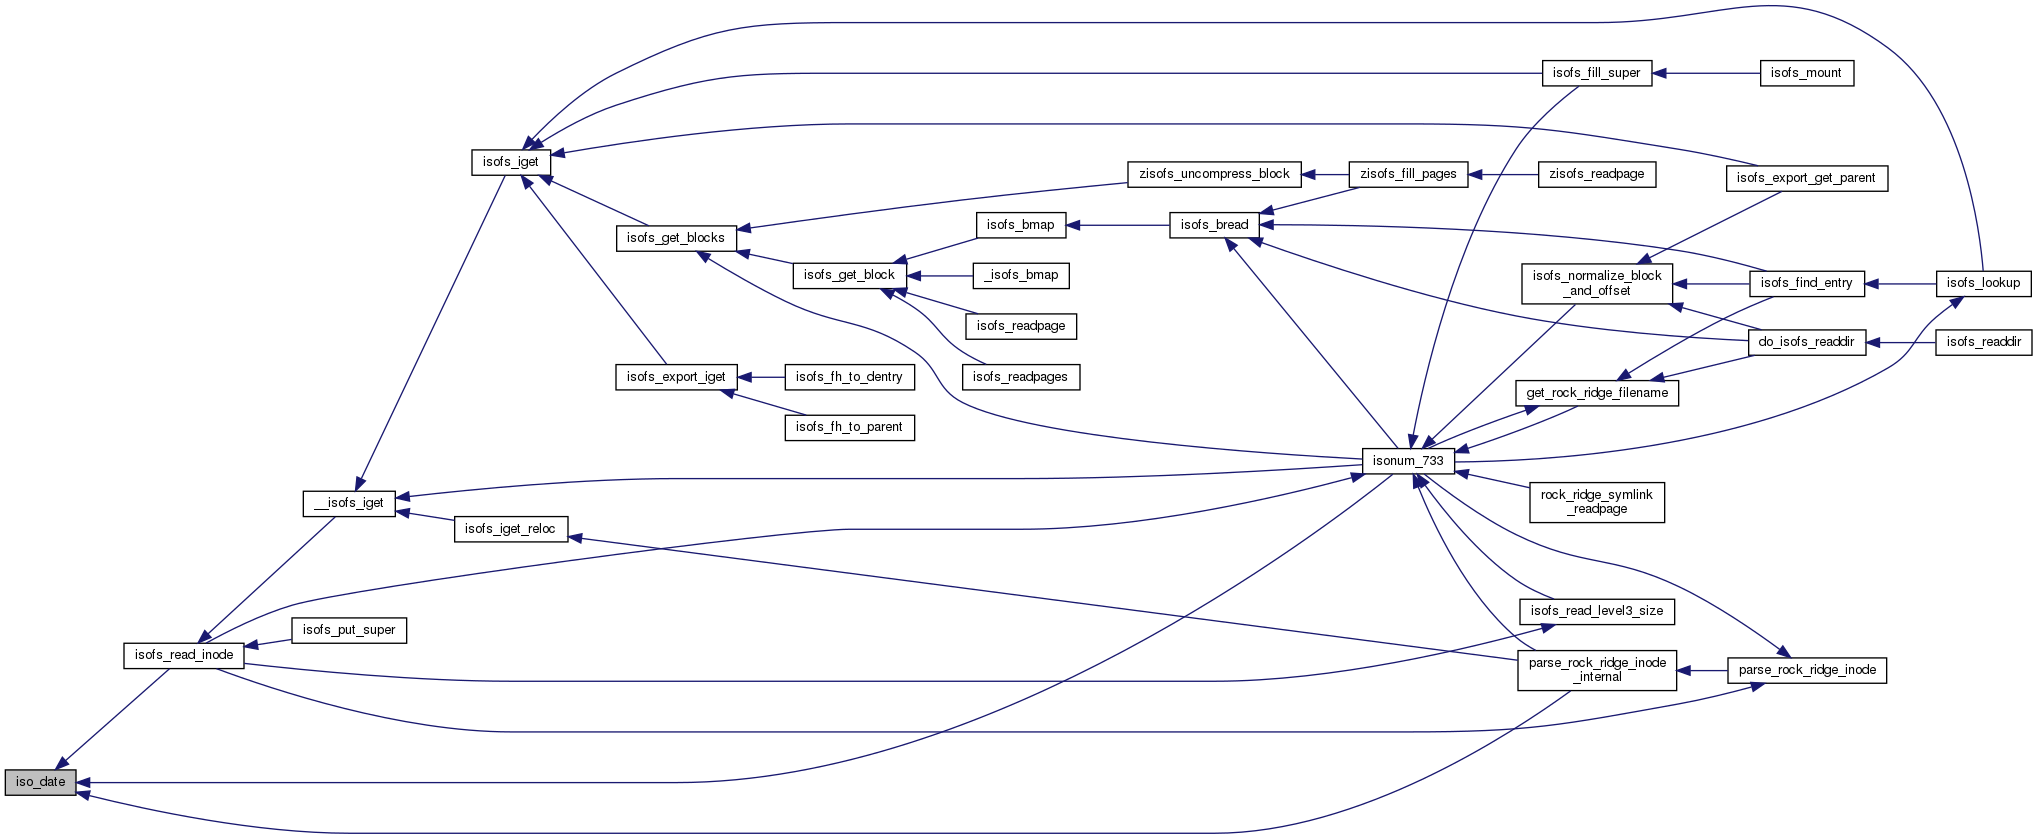 isofs_fill_super
isofs_mount
isofs_iget
zisofs_uncompress_block
zisofs_fill_pages
zisofs_readpage
isofs_export_get_parent
isofs_get_blocks
isofs_bmap
isofs_bread
isofs_get_block
_isofs_bmap
isofs_normalize_block
_and_offset
isofs_find_entry
isofs_lookup
isofs_readpage
do_isofs_readdir
isofs_readdir
isofs_export_iget
isofs_fh_to_dentry
isofs_readpages
get_rock_ridge_filename
isofs_fh_to_parent
isonum_733
__isofs_iget
isofs_iget_reloc
rock_ridge_symlink
_readpage
isofs_read_level3_size
isofs_put_super
isofs_read_inode
parse_rock_ridge_inode
_internal
parse_rock_ridge_inode
iso_date